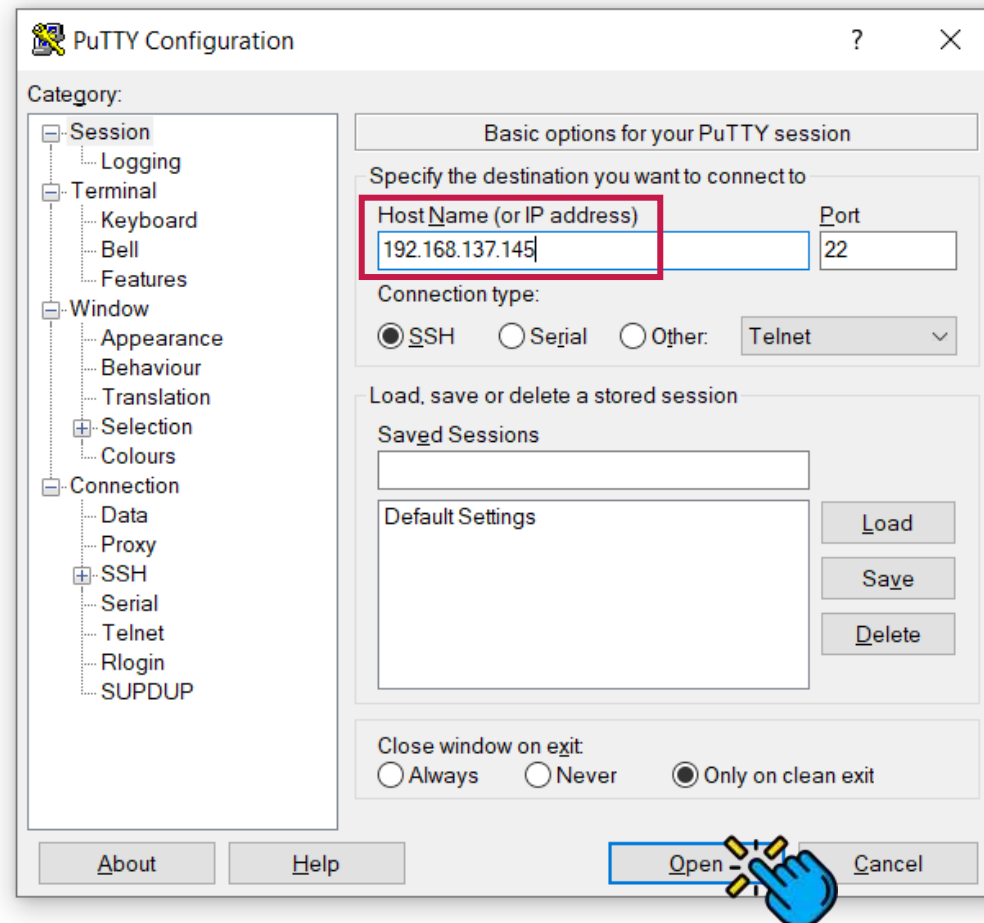 PuTTY Configuration
?
Category:
Session
Logging
Terminal
Keyboard
Bell
Features
Window
Appearance
Behaviour
Translation
Selection
Colours
Connection
Data
Proxy
SSH
Serial
Telnet
Rlogin
SUPDUP
Basic options for your PuTTY session
Specify the destination you want to connect to
Host Name (or IP address) Port
192.168.137.145 22
Connection type:
SSH Serial Other: Telnet
Load, save or delete a stored session
Saved Sessions
Default Settings
Load
Save
Delete
Close window on exit:
Always Never Only on clean exit
About Help Open Cancel